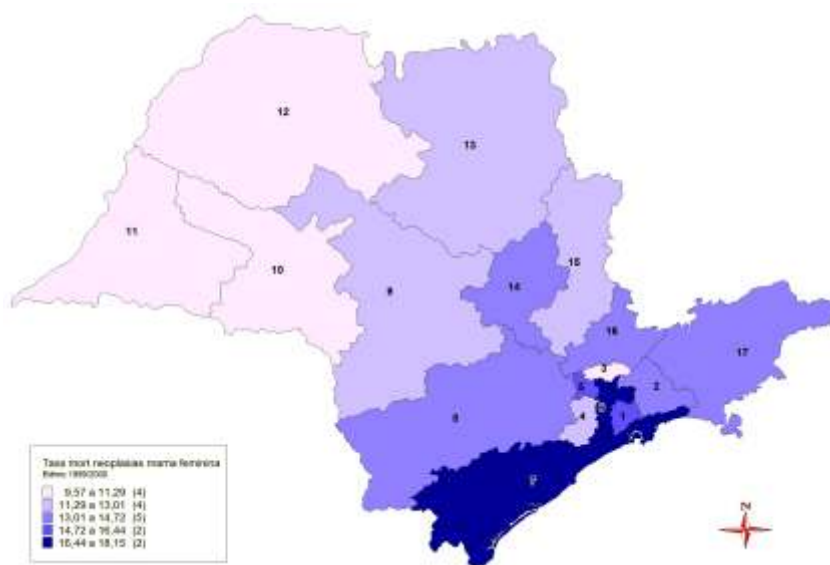 12
13
11
10
9
15
14
16
17
3
2
4
1
8
Taxa mort neoplasias mama feminina
9,57 a 11,29 (4)
11,29 a 13,01 (4)
13,01 a 14,72 (5)
14,72 a 16,44 (2)
16,44 a 18,15 (2)
N